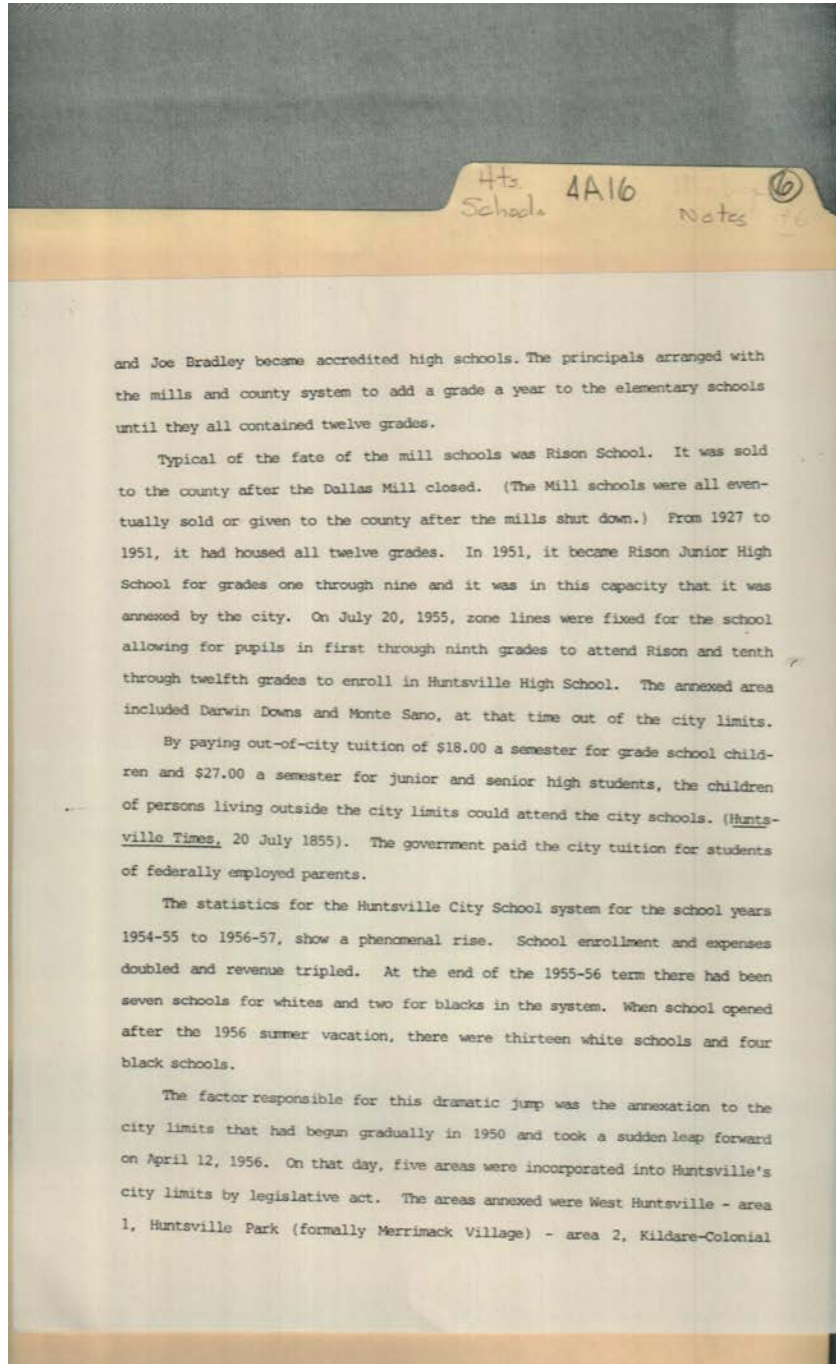 Hts. 4A16 6
Schools Notes
and Joe Bradley became accredited high schools. The principals arranged with
the mills and county system to add a grade a year to the elementary schools
until they all contained twelve grades.
Typical of the fate of the mill schools was Rison School. It was sold
to the county after the Dallas Mill closed. (The Mill schools were all even-
tually sold or given to the county after the mills shut down.) From 1927 to
1951, it had housed all twelve grades. In 1951, it became Rison Junior High
School for grades one through nine and it was in this capacity that it was
annexed by the city. On July 20, 1955, zone lines were fixed for the school
allowing for pupils in first through ninth grades to attend Rison and tenth
through twelfth grades to enroll in Huntsville High School. The annexed area
included Darwin Downs and Monte Sano, at that time out of the city limits.
By paying out-of-city tuition of $18.00 a semester for grade school child-
ren and $27.00 a semester for junior and senior high students, the children
of persons living outside the city limits could attend the city schools. (Hunts-
ville Times, 20 July 1855). The government paid the city tuition for students
of federally employed parents.
The statistics for the Huntsville City School system for the school years
1954-55 to 1956-57, show a phenomenal rise. School enrollment and expenses
doubled and revenue tripled. At the end of the 1955-56 term there had been
seven schools for whites and two for blacks in the system. When school opened
after the 1956 summer vacation, there were thirteen white schools and four
black schools.
The factor responsible for this dramatic jump was the annexation to the
city limits that had begun gradually in 1950 and took a sudden leap forward
on April 12, 1956. On that day, five areas were incorporated into Huntsville's
city limits by legislative act. The areas annexed were West Huntsville - area
1, Huntsville Park (formally Merrimack Village) - area 2, Kildare-Colonial